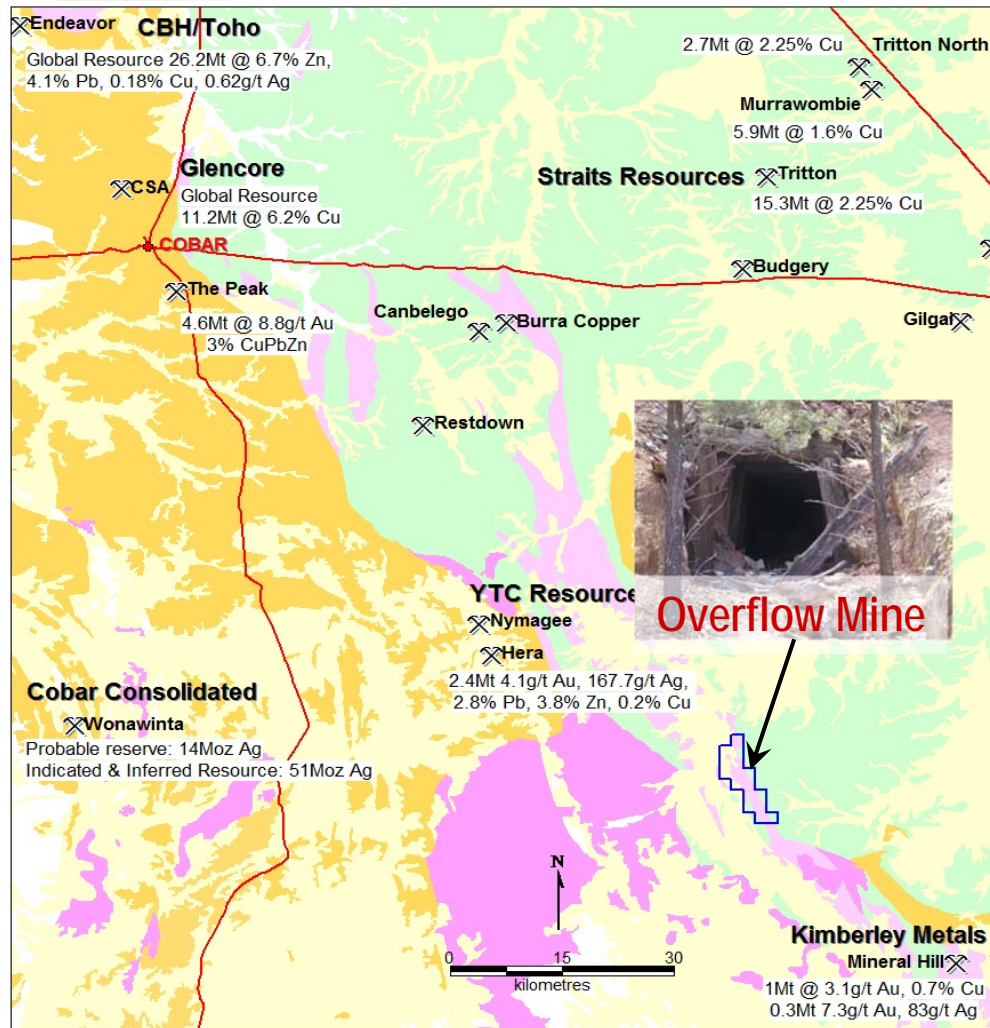 Endeavor
CBH/Toho
Global Resource 26.2Mt @ 6.7% Zn,
4.1% Pb, 0.18% Cu, 0.62g/t Ag
2.7Mt @ 2.25% Cu
Tritton North
Murrawombie
5.9Mt @ 1.6% Cu
Glencore
CSA
Global Resource
11.2Mt @ 6.2% Cu
Straits Resources
Tritton
15.3Mt @ 2.25% Cu
COBAR
Budgery
The Peak
4.6Mt @ 8.8g/t Au
3% CuPbZn
Canbelego
Burra Copper
Gilgai
Restdown
YTC Resource
Nymagee
Hera
2.4Mt 4.1g/t Au, 167.7g/t Ag,
2.8% Pb, 3.8% Zn, 0.2% Cu
Overflow Mine
Cobar Consolidated
Wonawinta
Probable reserve: 14Moz Ag
Indicated & Inferred Resource: 51Moz Ag
N
0 15 30
kilometres
Kimberley Metals
Mineral Hill
1Mt @ 3.1g/t Au, 0.7% Cu
0.3Mt 7.3g/t Au, 83g/t Ag